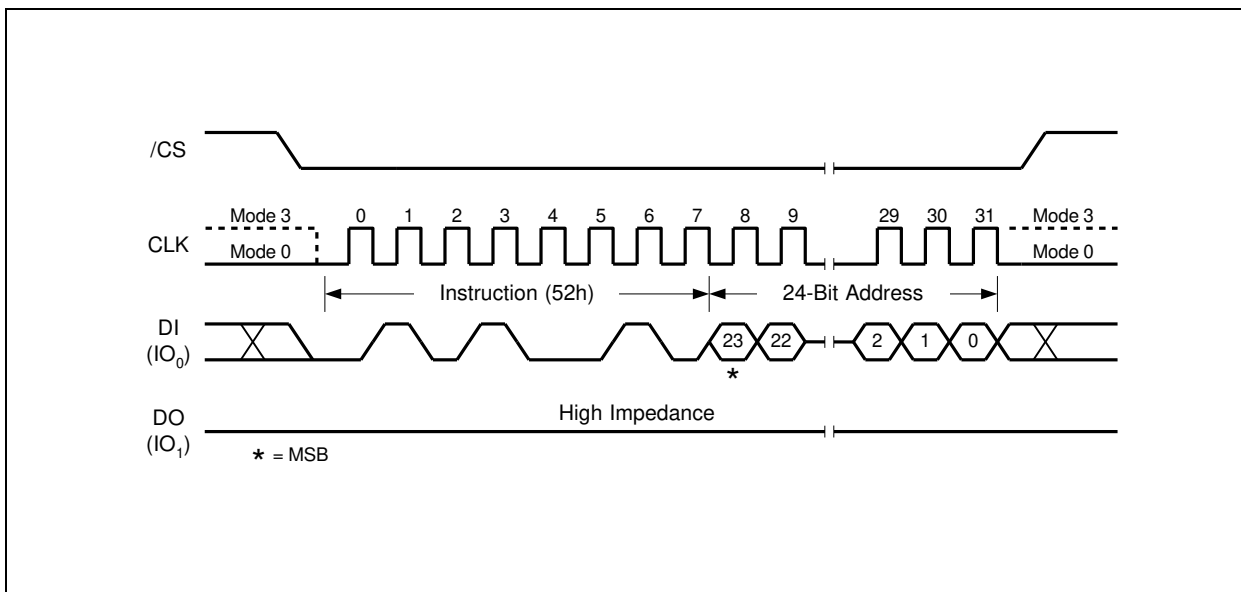 /CS
Mode 3 0 1 2 3 4 5 6 7 8 9 29 30 31 Mode 3
CLK
Mode 0 Mode 0
Instruction (52h) 24-Bit Address
DI
(IO0)
23 22 2 1 0
*
High Impedance
DO
(IO1)
* = MSB